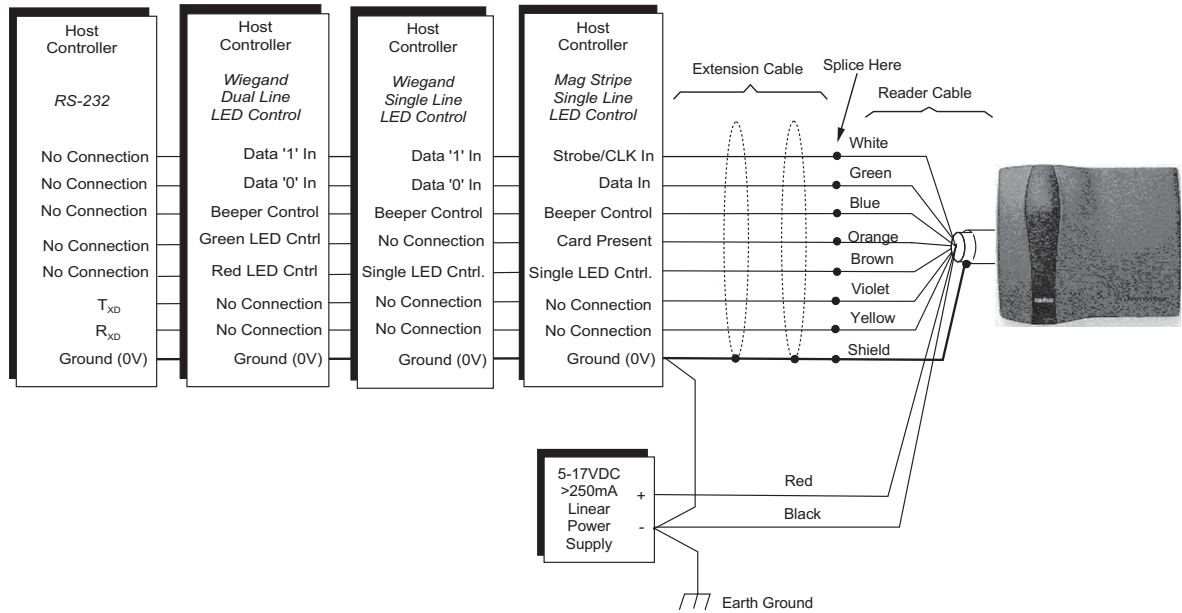 Host
Controller
RS-232
No Connection
No Connection
No Connection
No Connection
No Connection
TXD
RXD
Ground (0V)
Host
Controller
Wiegand
Dual Line
LED Control
Data '1' In
Data '0' In
Beeper Control
Green LED Cntrl
Red LED Cntrl
No Connection
No Connection
Ground (0V)
Host
Controller
Wiegand
Single Line
LED Control
Data '1' In
Data '0' In
Beeper Control
No Connection
Single LED Cntrl.
No Connection
No Connection
Ground (0V)
Host
Controller
Mag Stripe
Single Line
LED Control
Strobe/CLK In
Data In
Beeper Control
Card Present
Single LED Cntrl.
No Connection
No Connection
Ground (0V)
Extension Cable
Splice Here
Reader Cable
White
Green
Blue
Orange
Brown
Violet
Yellow
Shield
5-17VDC
>250mA
Linear
Power
Supply
+
-
Red
Black
Earth Ground